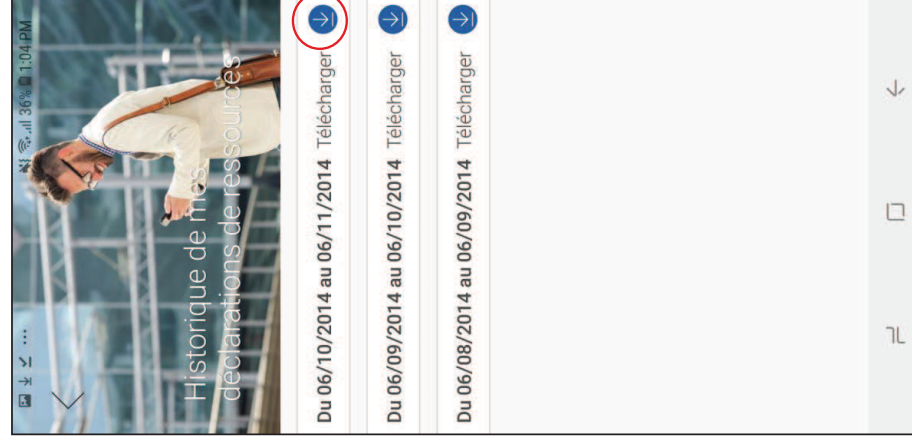 36% 1:04 PM
Historique de mes
déclarations de ressources
Du 06/10/2014 au 06/11/2014 Télécharger
Du 06/09/2014 au 06/10/2014 Télécharger
Du 06/08/2014 au 06/09/2014 Télécharger